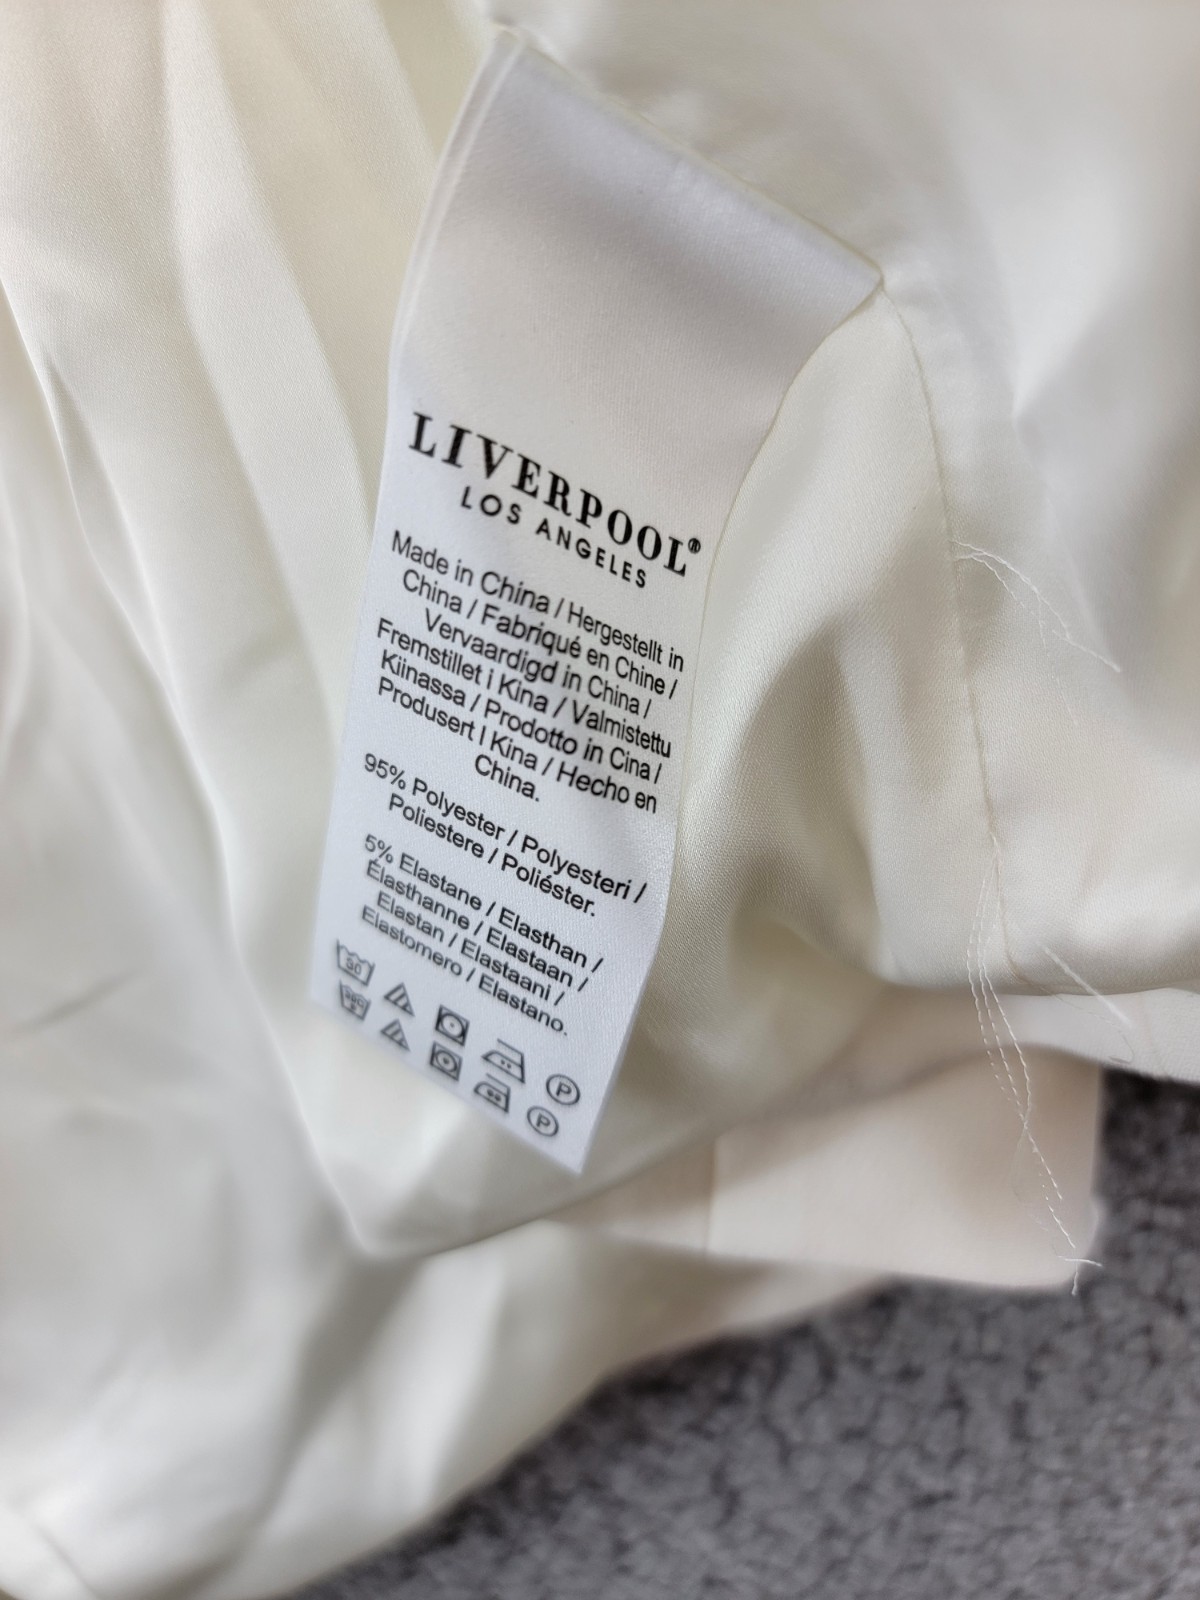 LIVERPOOL®
LOS ANGELES
Made in China / Hergestellt in
China / Fabriqué en Chine /
Vervaardigd in China /
Fremstillet i Kina / Valmistettu
Kiinassa / Prodotto in Cina /
Produsert I Kina / Hecho en
China.
95% Polyester / Polyesteri /
Poliestere / Poliéster.
5% Elastane / Elasthan /
Élasthanne / Elastaan /
Elastan / Elastaani /
Elastomero / Elastano.
P
P